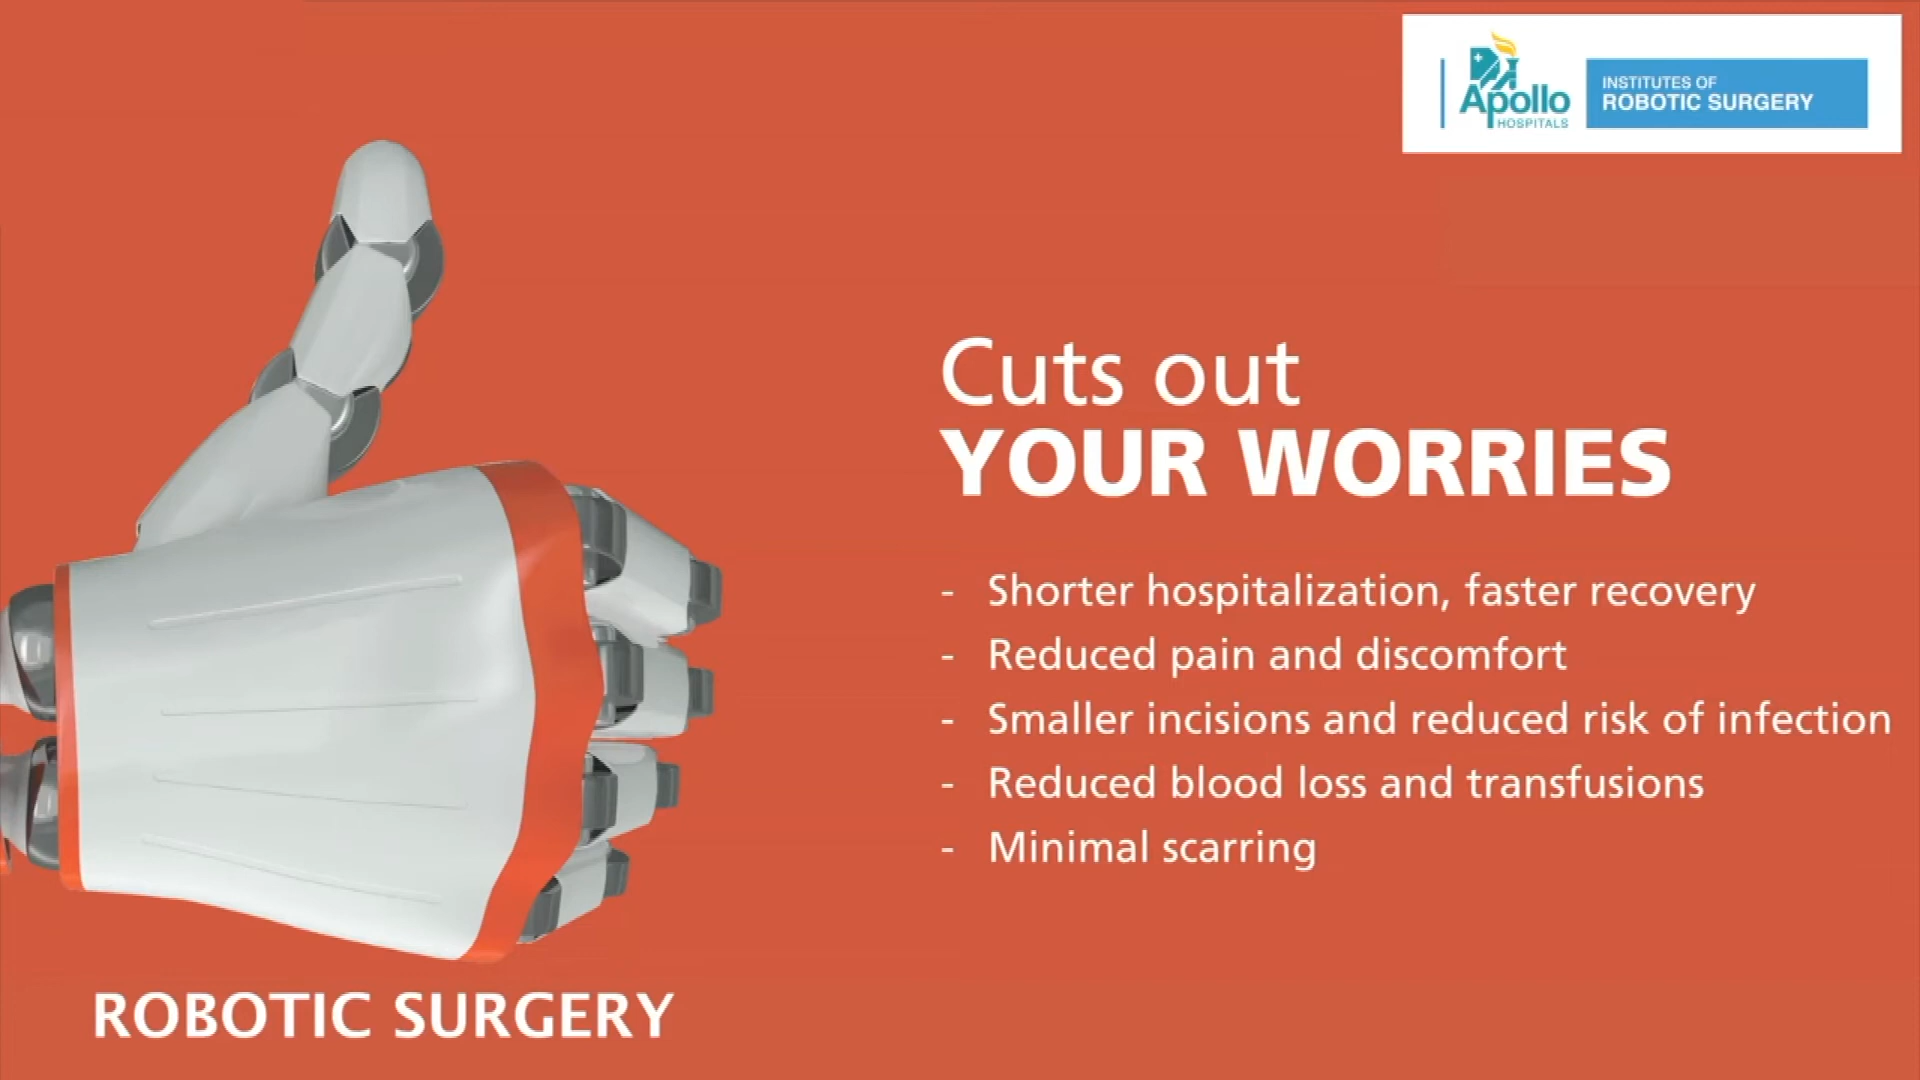 Apollo
HOSPITALS
INSTITUTES OF
ROBOTIC SURGERY
Cuts out
YOUR WORRIES
- Shorter hospitalization, faster recovery
- Reduced pain and discomfort
- Smaller incisions and reduced risk of infection
- Reduced blood loss and transfusions
- Minimal scarring
ROBOTIC SURGERY